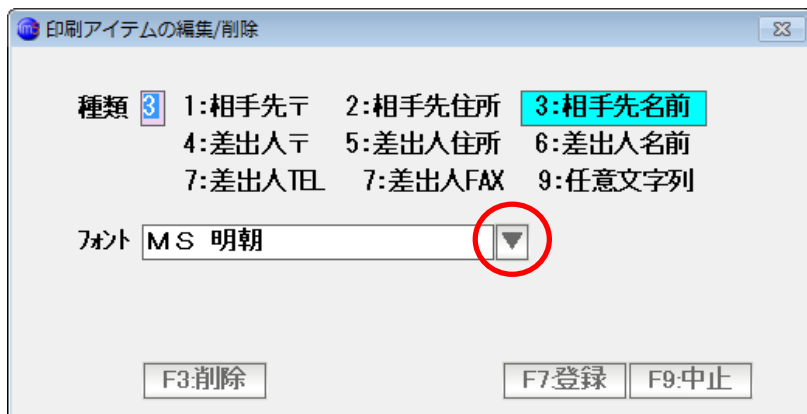 印刷アイテムの編集/削除
種類 3 1:相手先〒 2:相手先住所 3:相手先名前
4:差出人〒 5:差出人住所 6:差出人名前
7:差出人TEL 7:差出人FAX 9:任意文字列
ﾌｫﾝﾄ ＭＳ 明朝 ▼
F3:削除 F7:登録 F9:中止